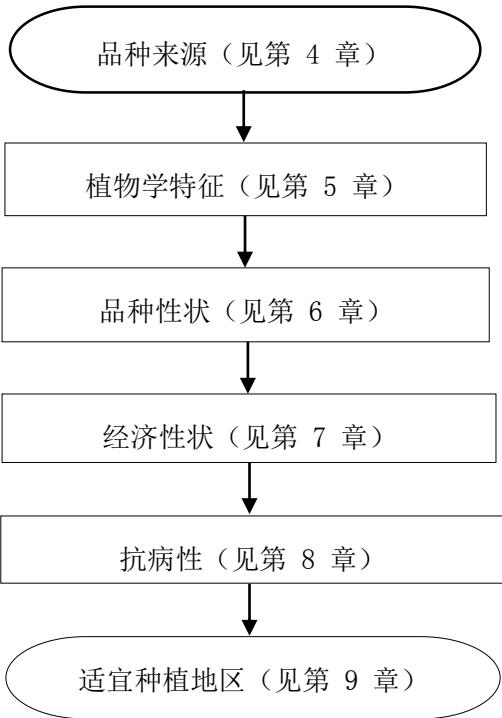 品种来源（见第 4 章）
植物学特征（见第 5 章）
品种性状（见第 6 章）
经济性状（见第 7 章）
抗病性（见第 8 章）
适宜种植地区（见第 9 章）